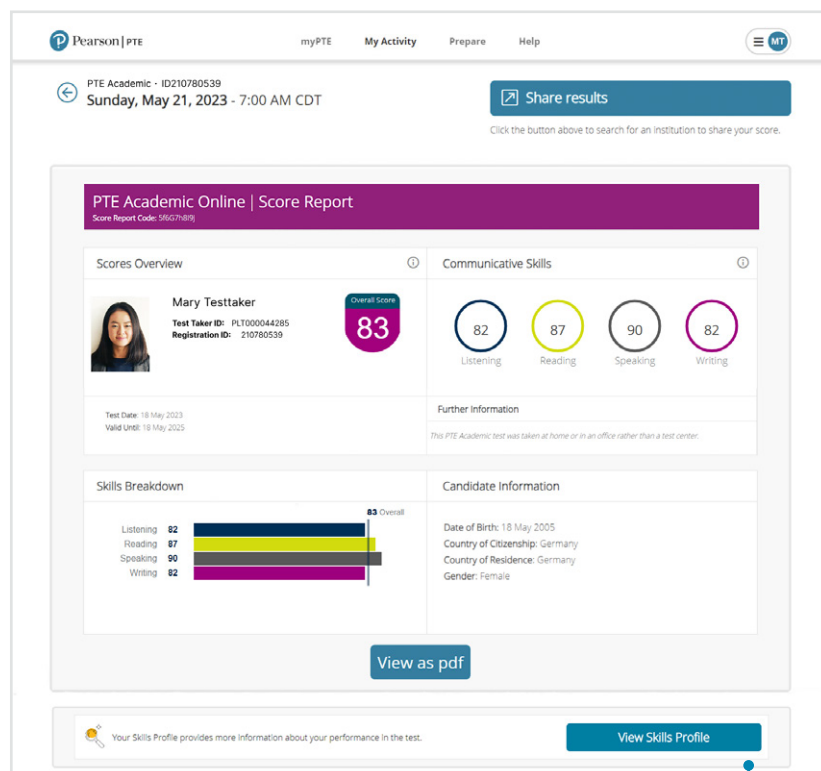 Pearson | PTE
myPTE
My Activity
Prepare
Help
MT
PTE Academic - ID210780539
Sunday, May 21, 2023 - 7:00 AM CDT
Share results
Click the button above to search for an institution to share your score.
PTE Academic Online | Score Report
Score Report Code: 5f6G7h8I9j
Scores Overview
Mary Testtaker
Test Taker ID: PLT000044285
Registration ID: 210780539
Overall Score
83
Test Date: 18 May 2023
Valid Until: 18 May 2025
Communicative Skills
82 87 90 82
Listening Reading Speaking Writing
Further Information
This PTE Academic test was taken at home or in an office rather than a test center.
Skills Breakdown
83 Overall
Listening 82
Reading 87
Speaking 90
Writing 82
Candidate Information
Date of Birth: 18 May 2005
Country of Citizenship: Germany
Country of Residence: Germany
Gender: Female
View as pdf
Your Skills Profile provides more information about your performance in the test.
View Skills Profile